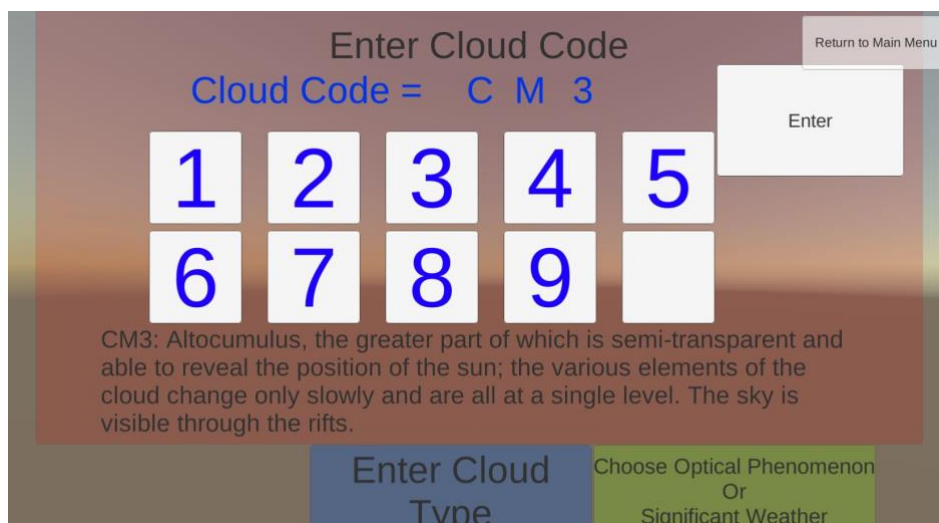 Enter Cloud Code
Return to Main Menu
Cloud Code = C M 3
Enter
1 2 3 4 5
6 7 8 9
CM3: Altocumulus, the greater part of which is semi-transparent and
able to reveal the position of the sun; the various elements of the
cloud change only slowly and are all at a single level. The sky is
visible through the rifts.
Enter Cloud
Type
Choose Optical Phenomenon
Or
Significant Weather